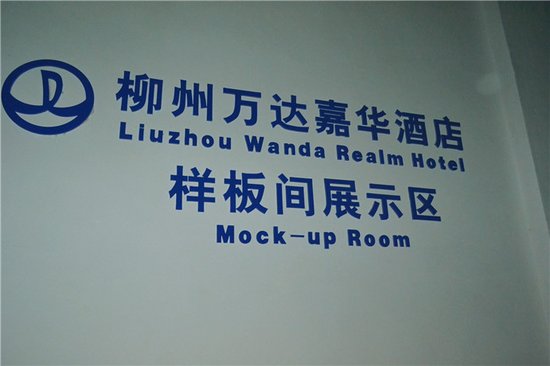 柳州万达嘉华酒店
Liuzhou Wanda Realm Hotel
样板间展示区
Mock-up Room